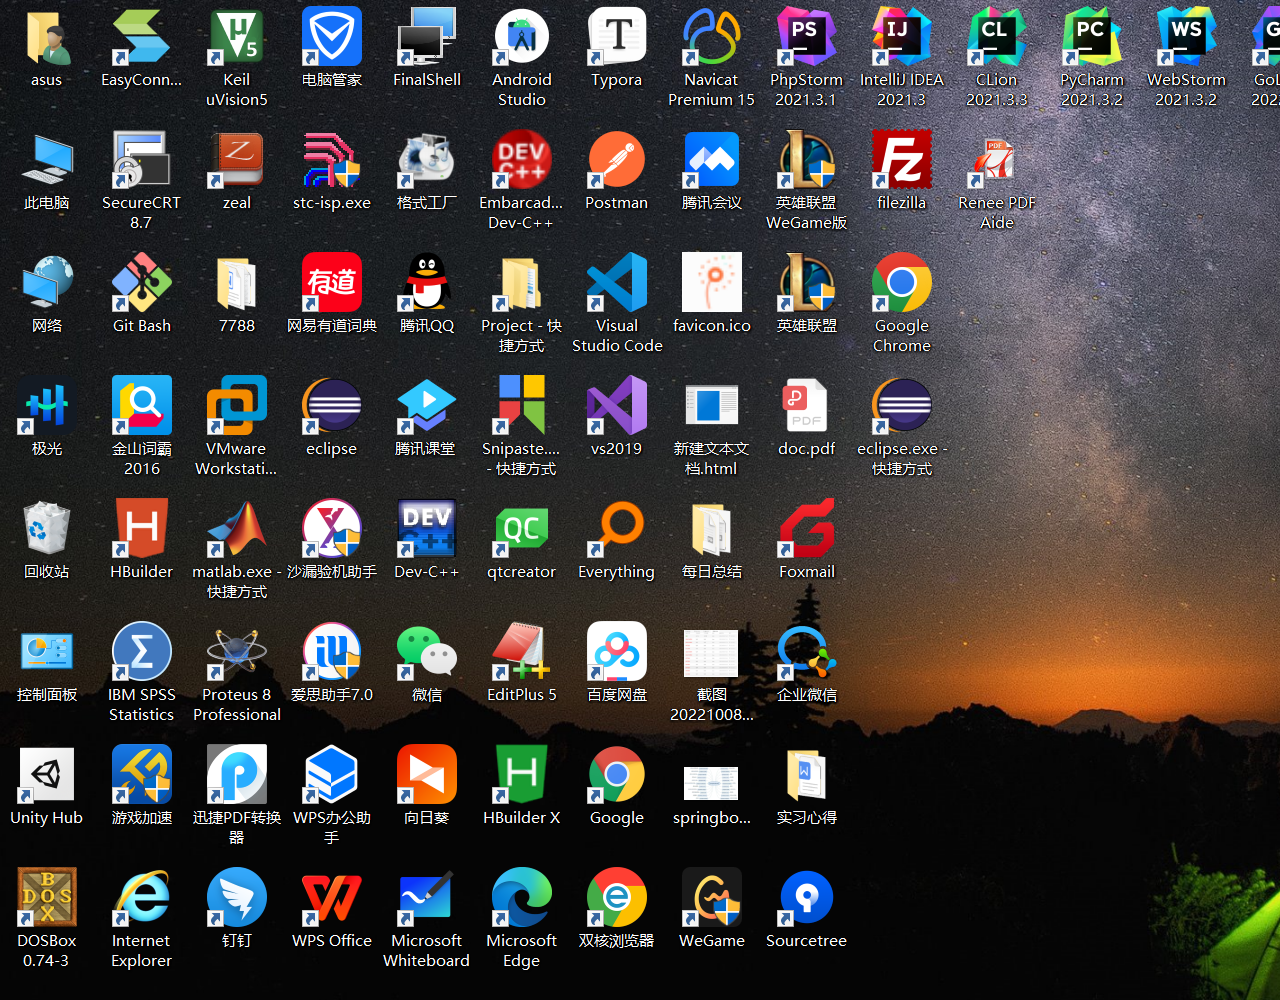 asus
EasyConn...
Keil
uVision5
电脑管家
FinalShell
Android
Studio
Typora
Navicat
Premium 15
PhpStorm
2021.3.1
IntelliJ IDEA
2021.3
CLion
2021.3.3
PyCharm
2021.3.2
WebStorm
2021.3.2
此电脑
SecureCRT
8.7
zeal
stc-isp.exe
格式工厂
Embarcad...
Dev-C++
Postman
腾讯会议
英雄联盟
WeGame版
filezilla
Renee PDF
Aide
网络
Git Bash
7788
网易有道词典
腾讯QQ
Project - 快
捷方式
Visual
Studio Code
favicon.ico
英雄联盟
Google
Chrome
极光
金山词霸
2016
VMware
Workstati...
eclipse
腾讯课堂
Snipaste....
- 快捷方式
vs2019
新建文本文
档.html
doc.pdf
eclipse.exe -
快捷方式
回收站
HBuilder
matlab.exe -
快捷方式
沙漏验机助手
Dev-C++
qtcreator
Everything
每日总结
Foxmail
控制面板
IBM SPSS
Statistics
Proteus 8
Professional
爱思助手7.0
微信
EditPlus 5
百度网盘
截图
20221008...
企业微信
Unity Hub
游戏加速
迅捷PDF转换
器
WPS办公助
手
向日葵
HBuilder X
Google
springbo...
实习心得
DOSBox
0.74-3
Internet
Explorer
钉钉
WPS Office
Microsoft
Whiteboard
Microsoft
Edge
双核浏览器
WeGame
Sourcetree